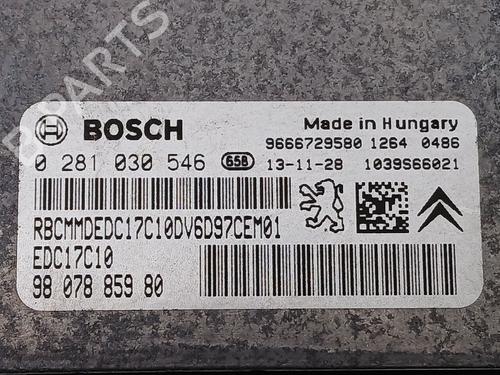 B-PARTS
BOSCH
Made in Hungary
9666729580 1264 0486
0 281 030 546 658 13-11-28 1039S66021
RBCMMDEDC17C10DV6D97CEM01
EDC17C10
98 078 859 80